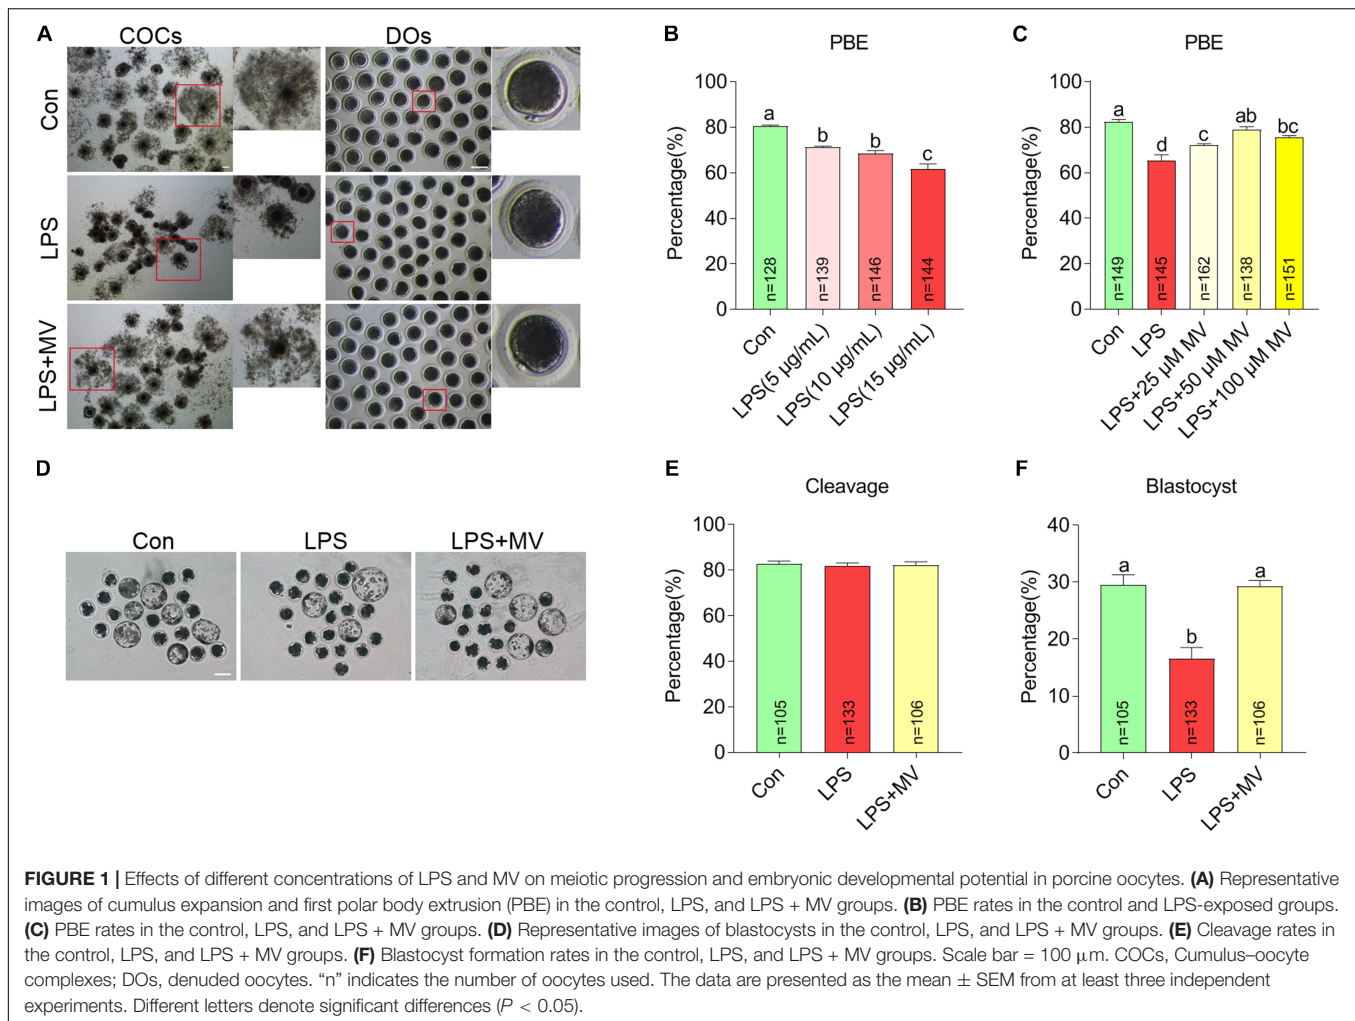 A
COCs
DOs
Con
LPS
LPS+MV
B
PBE
Percentage(%)
100
80
60
40
20
0
a
b
b
c
n=128
n=139
n=146
n=144
Con
LPS(5 µg/mL)
LPS(10 µg/mL)
LPS(15 µg/mL)
C
PBE
Percentage(%)
100
80
60
40
20
0
a
d
c
ab
bc
n=149
n=145
n=162
n=138
n=151
Con
LPS
LPS+25 µM MV
LPS+50 µM MV
LPS+100 µM MV
D
Con
LPS
LPS+MV
E
Cleavage
Percentage(%)
100
80
60
40
20
0
n=105
n=133
n=106
Con
LPS
LPS+MV
F
Blastocyst
Percentage(%)
40
30
20
10
0
a
b
a
n=105
n=133
n=106
Con
LPS
LPS+MV
FIGURE 1 | Effects of different concentrations of LPS and MV on meiotic progression and embryonic developmental potential in porcine oocytes. (A) Representative
images of cumulus expansion and first polar body extrusion (PBE) in the control, LPS, and LPS + MV groups. (B) PBE rates in the control and LPS-exposed groups.
(C) PBE rates in the control, LPS, and LPS + MV groups. (D) Representative images of blastocysts in the control, LPS, and LPS + MV groups. (E) Cleavage rates in
the control, LPS, and LPS + MV groups. (F) Blastocyst formation rates in the control, LPS, and LPS + MV groups. Scale bar = 100 µm. COCs, Cumulus–oocyte
complexes; DOs, denuded oocytes. “n” indicates the number of oocytes used. The data are presented as the mean ± SEM from at least three independent
experiments. Different letters denote significant differences (P < 0.05).